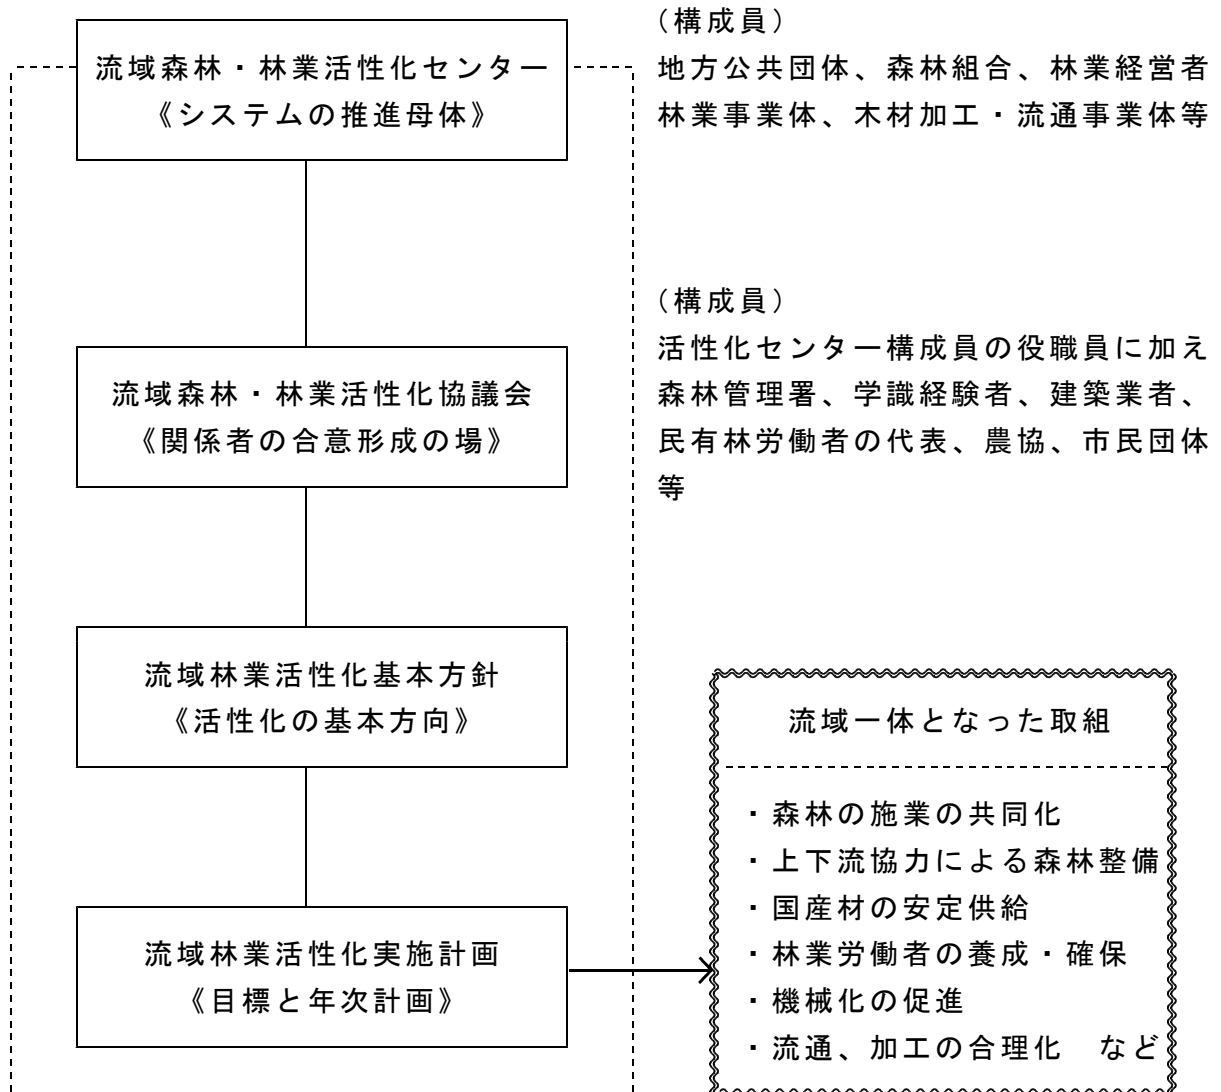 流域森林・林業活性化センター
《システムの推進母体》
(構成員)
地方公共団体、森林組合、林業経営者
林業事業体、木材加工・流通事業体等
流域森林・林業活性化協議会
《関係者の合意形成の場》
(構成員)
活性化センター構成員の役職員に加え
森林管理署、学識経験者、建築業者、
民有林労働者の代表、農協、市民団体
等
流域林業活性化基本方針
《活性化の基本方向》
流域林業活性化実施計画
《目標と年次計画》
流域一体となった取組
・森林の施業の共同化
・上下流協力による森林整備
・国産材の安定供給
・林業労働者の養成・確保
・機械化の促進
・流通、加工の合理化　など